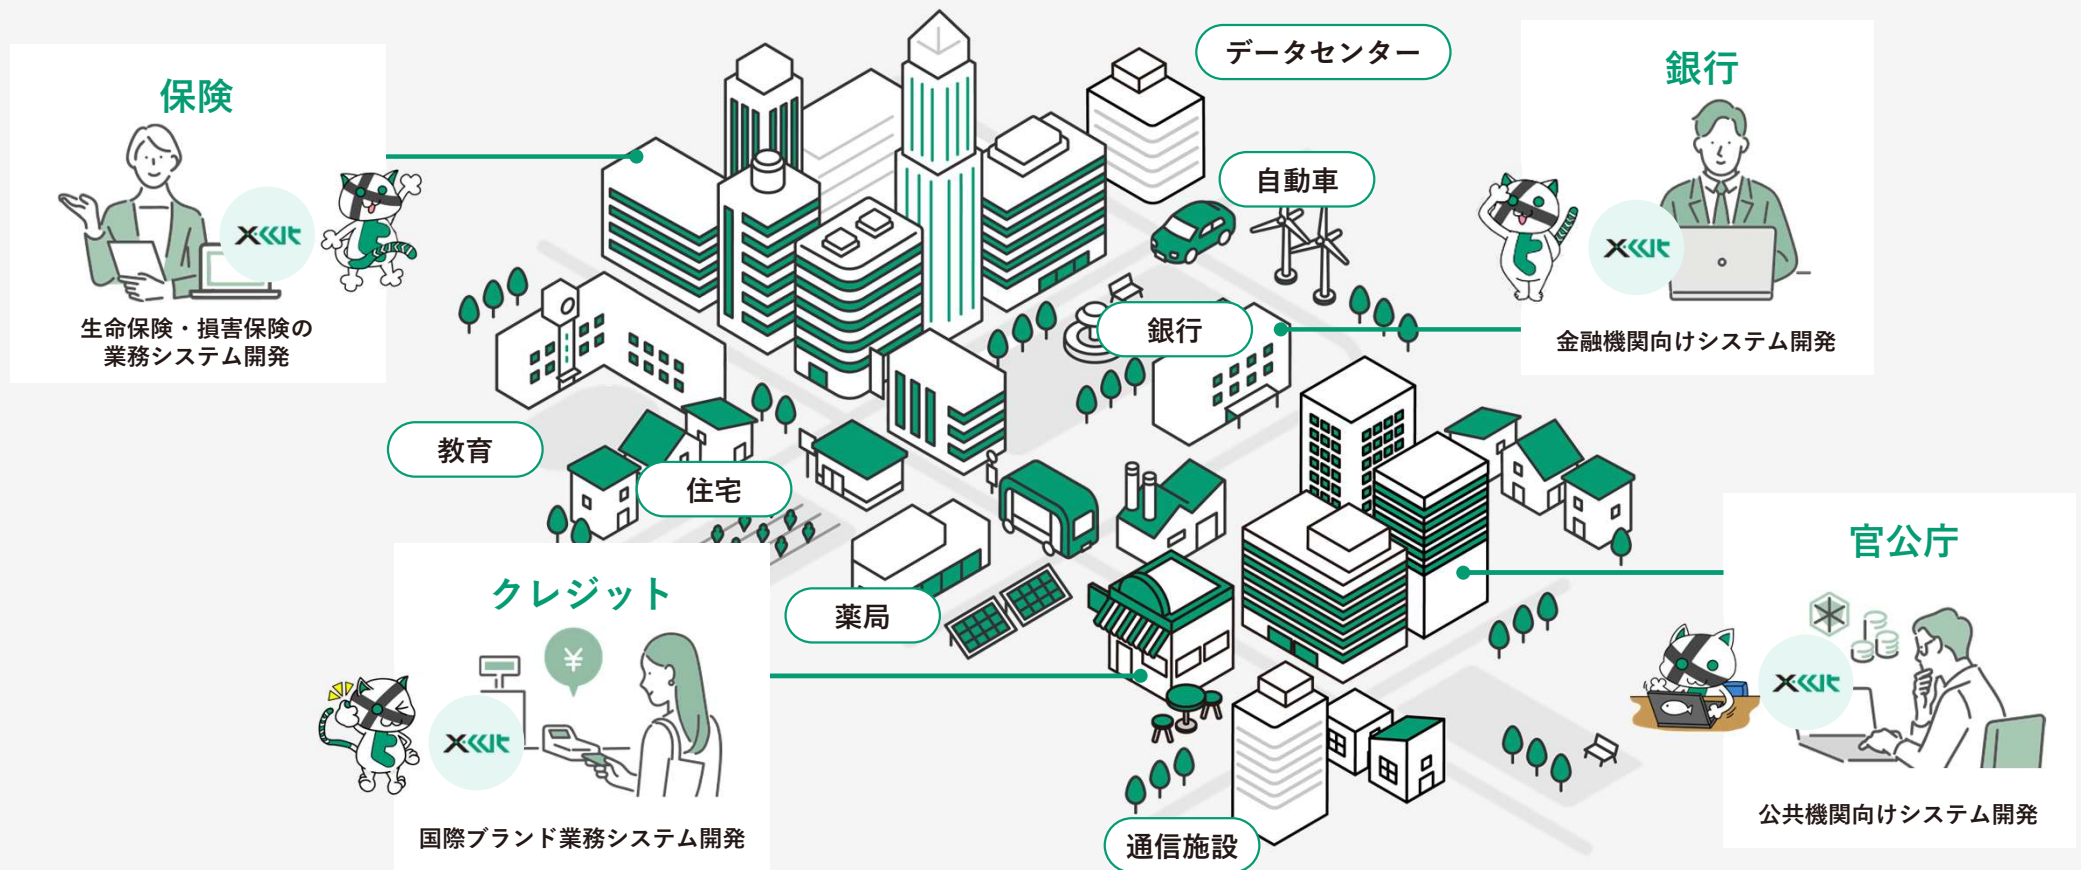 保険
生命保険・損害保険の
業務システム開発
データセンター
自動車
銀行
銀行
金融機関向けシステム開発
教育
住宅
薬局
クレジット
¥
国際ブランド業務システム開発
官公庁
公共機関向けシステム開発
通信施設